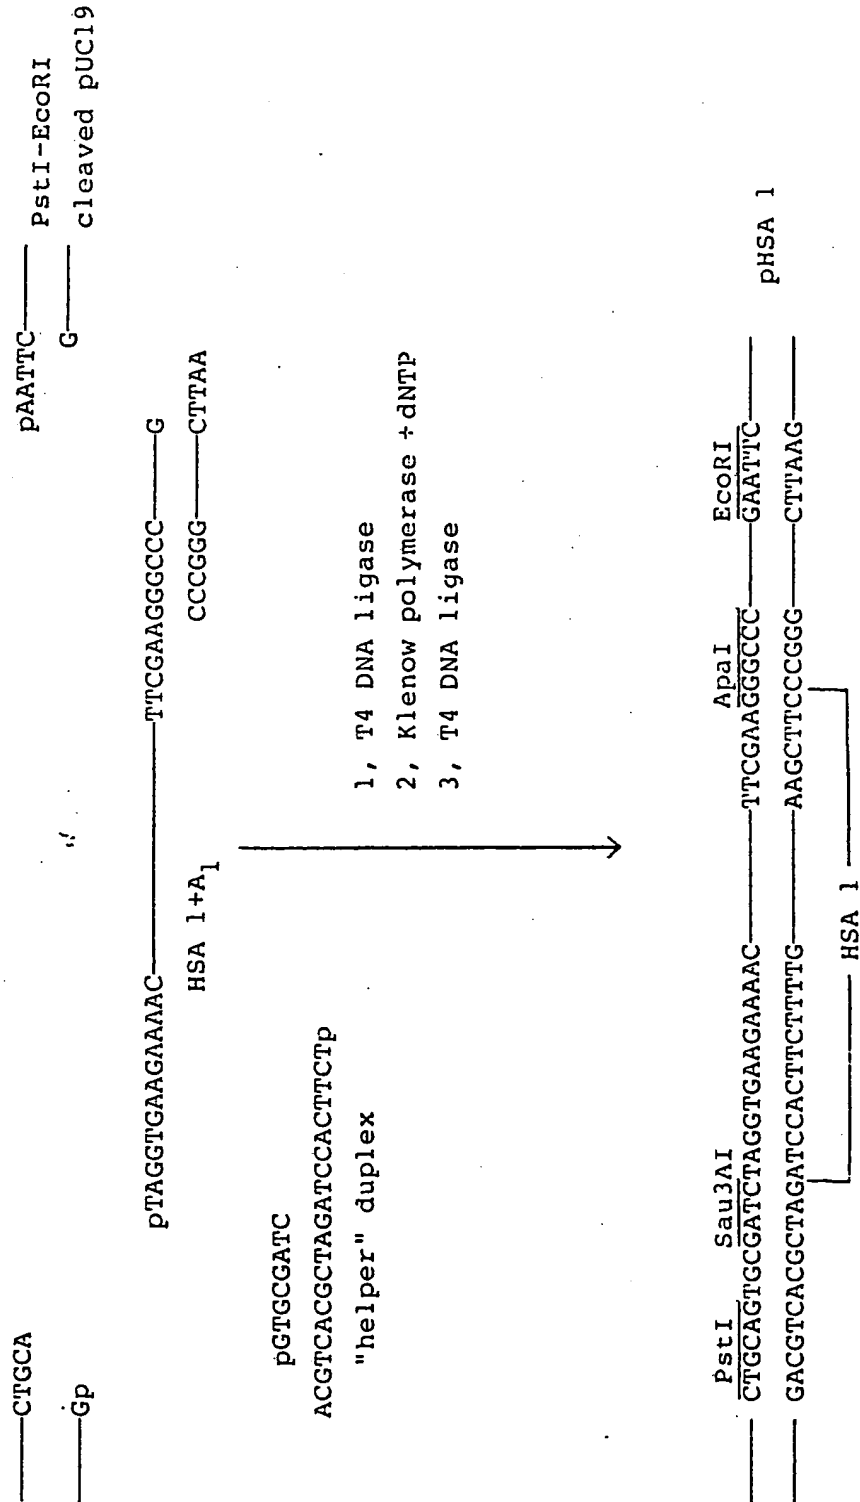 CTGCA
Gp
pAATTC
G
PstI-EcoRI
cleaved pUC19
pTAGGTGAAGAAAAC
TTCGAAGGGCCC
G
CCCGGG
CTTAA
HSA 1+A1
pGTGCGATC
ACGTCACGCTAGATCCACTTCTp
"helper" duplex
1, T4 DNA ligase
2, Klenow polymerase +dNTP
3, T4 DNA ligase
PstI
Sau3AI
ApaI
EcoRI
CTGCAGTGCGATCTAGGTGAAGAAAAC
TTCGAAGGGCCC
GAATTC
GACGTCACGCTAGATCCACTTCTTTTG
AAGCTTCCCGGG
CTTAAG
HSA 1
pHSA 1